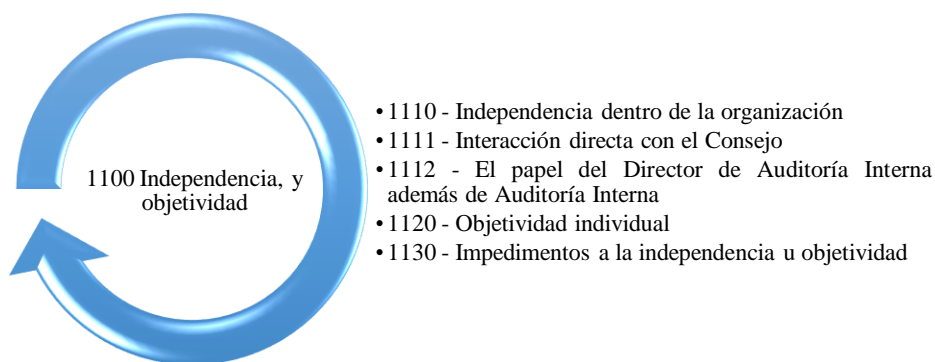 1100 Independencia, y
objetividad
• 1110 - Independencia dentro de la organización
• 1111 - Interacción directa con el Consejo
• 1112 - El papel del Director de Auditoría Interna
además de Auditoría Interna
• 1120 - Objetividad individual
• 1130 - Impedimentos a la independencia u objetividad